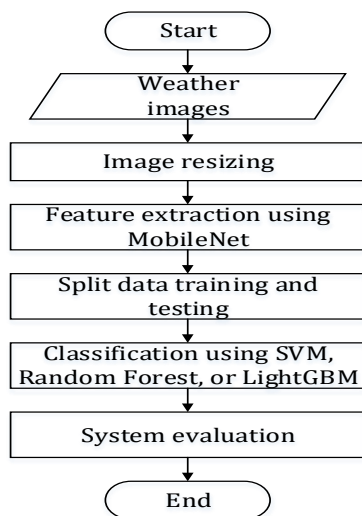 Start
Weather
images
Image resizing
Feature extraction using
MobileNet
Split data training and
testing
Classification using SVM,
Random Forest, or LightGBM
System evaluation
End